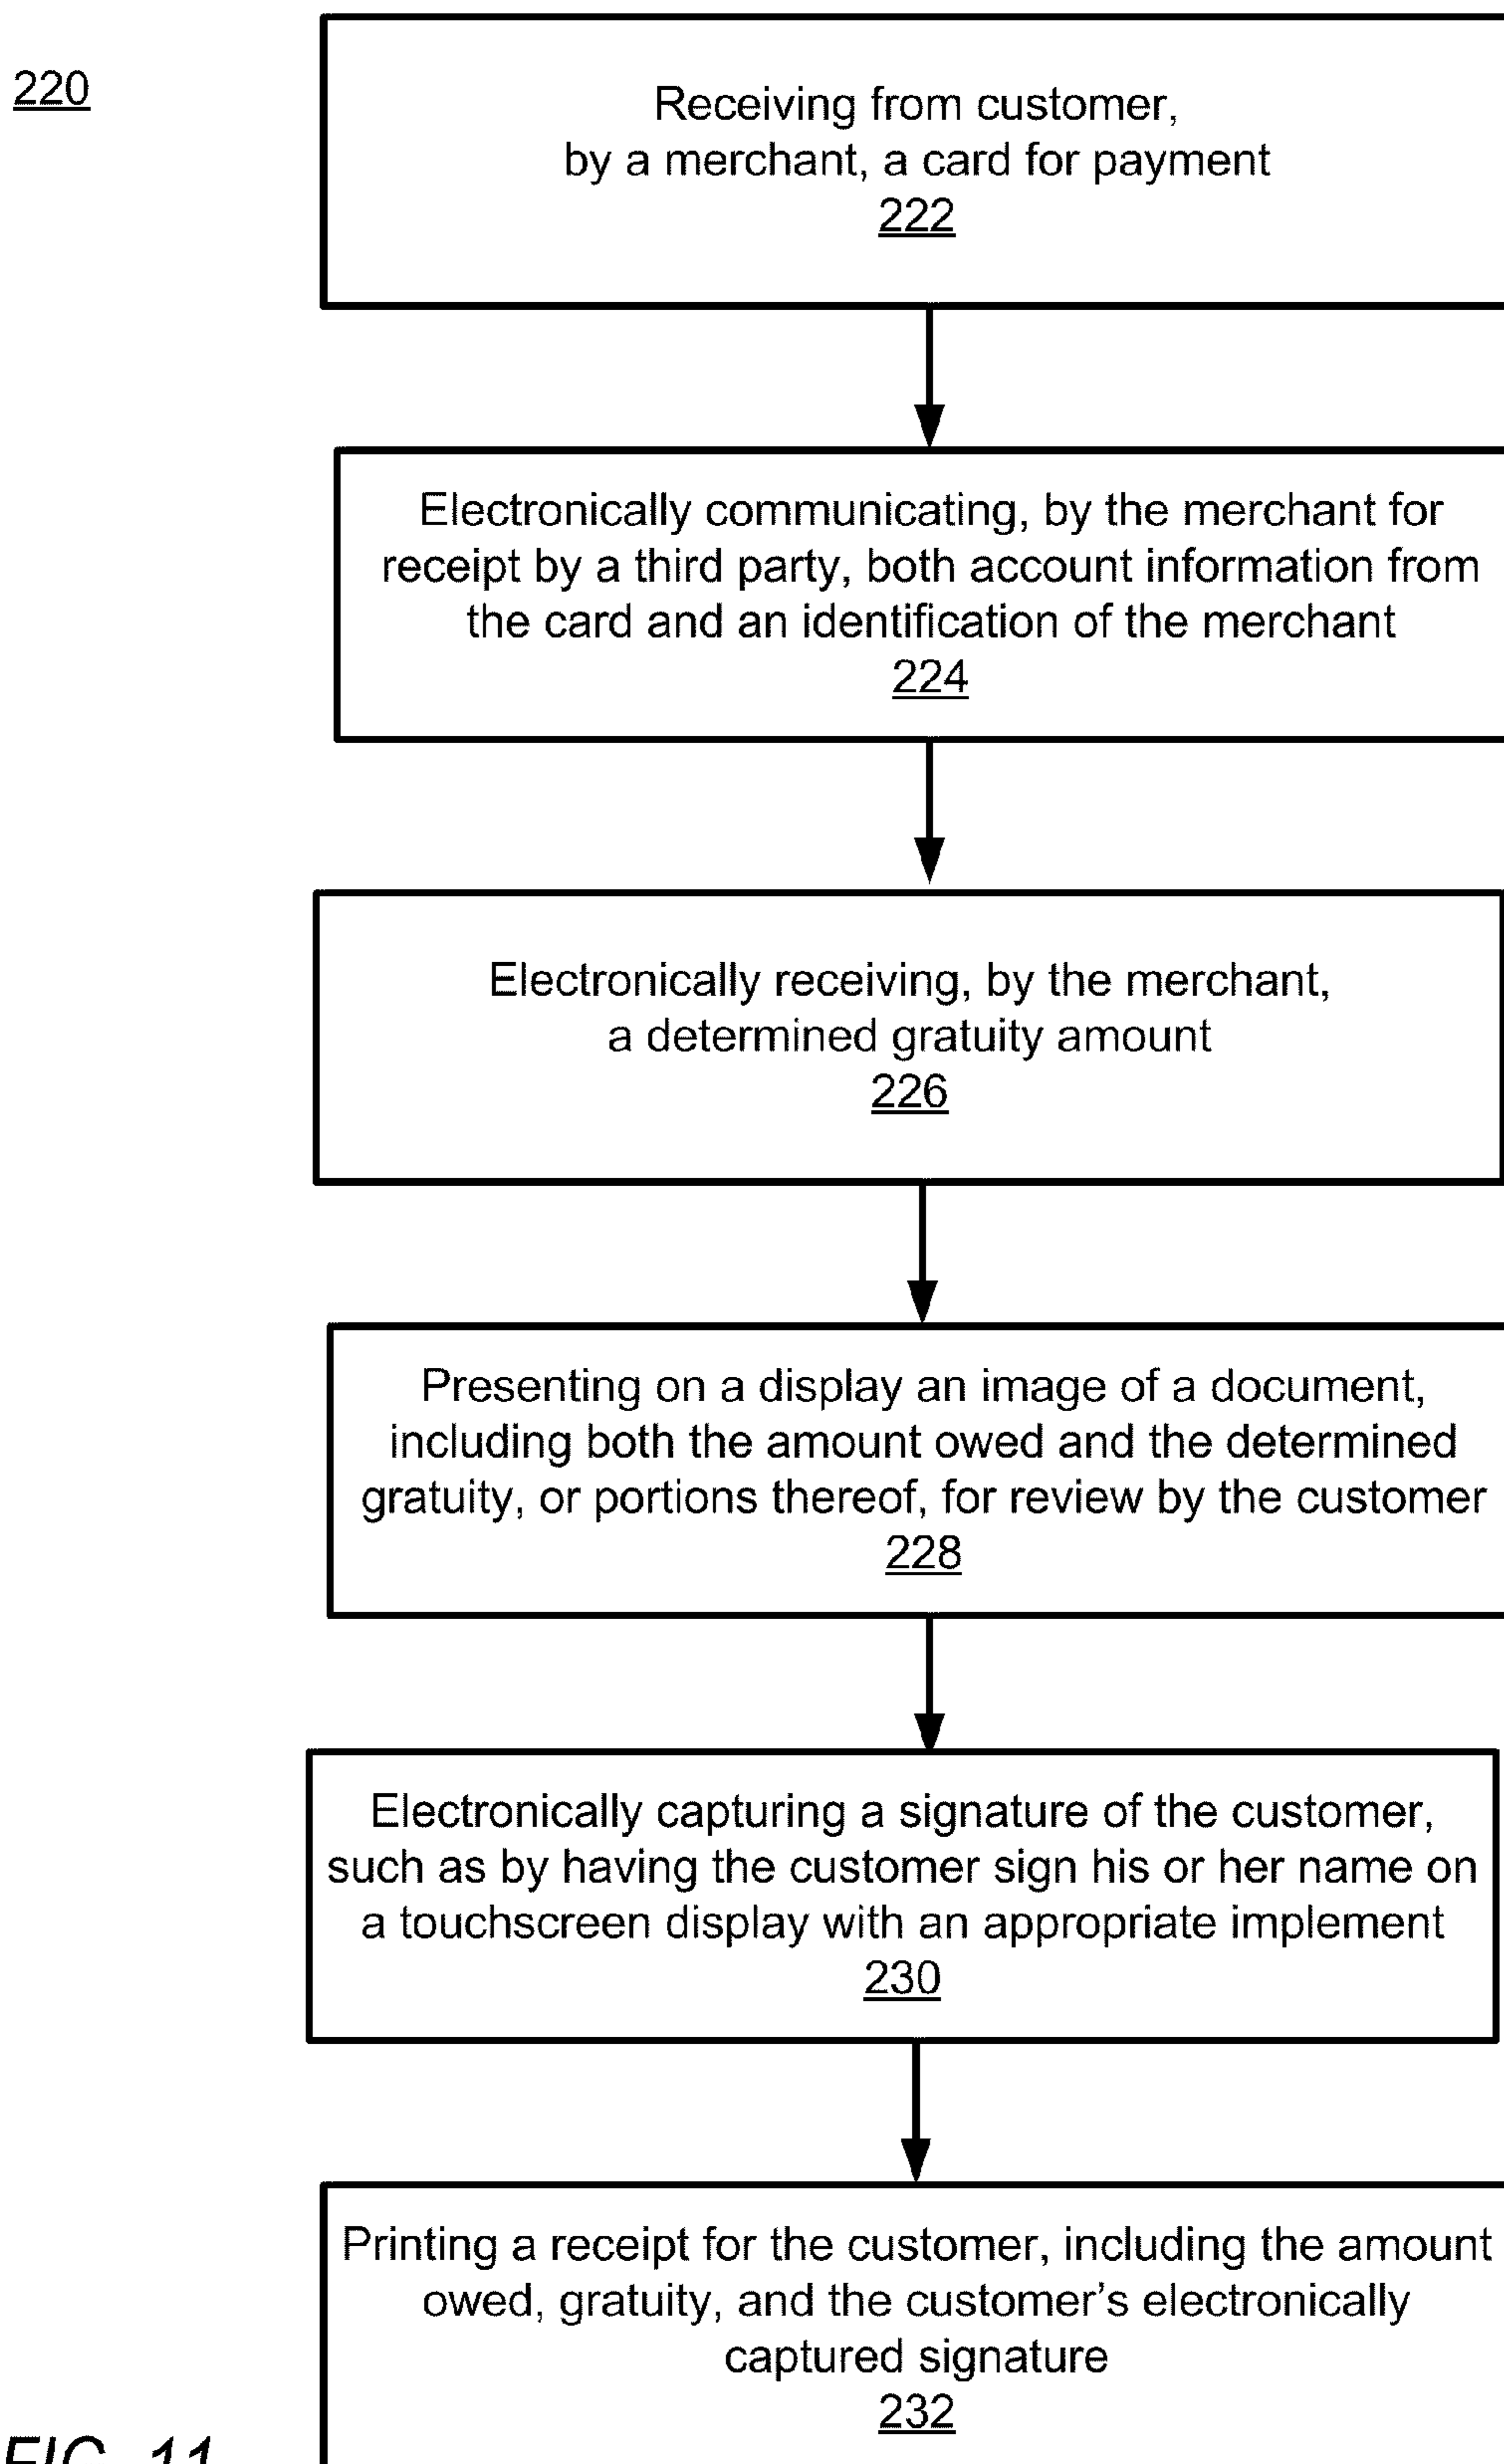 220
Receiving from customer,
by a merchant, a card for payment
222
Electronically communicating, by the merchant for
receipt by a third party, both account information from
the card and an identification of the merchant
224
Electronically receiving, by the merchant,
a determined gratuity amount
226
Presenting on a display an image of a document,
including both the amount owed and the determined
gratuity, or portions thereof, for review by the customer
228
Electronically capturing a signature of the customer,
such as by having the customer sign his or her name on
a touchscreen display with an appropriate implement
230
Printing a receipt for the customer, including the amount
owed, gratuity, and the customer’s electronically
captured signature
232
FIG. 11